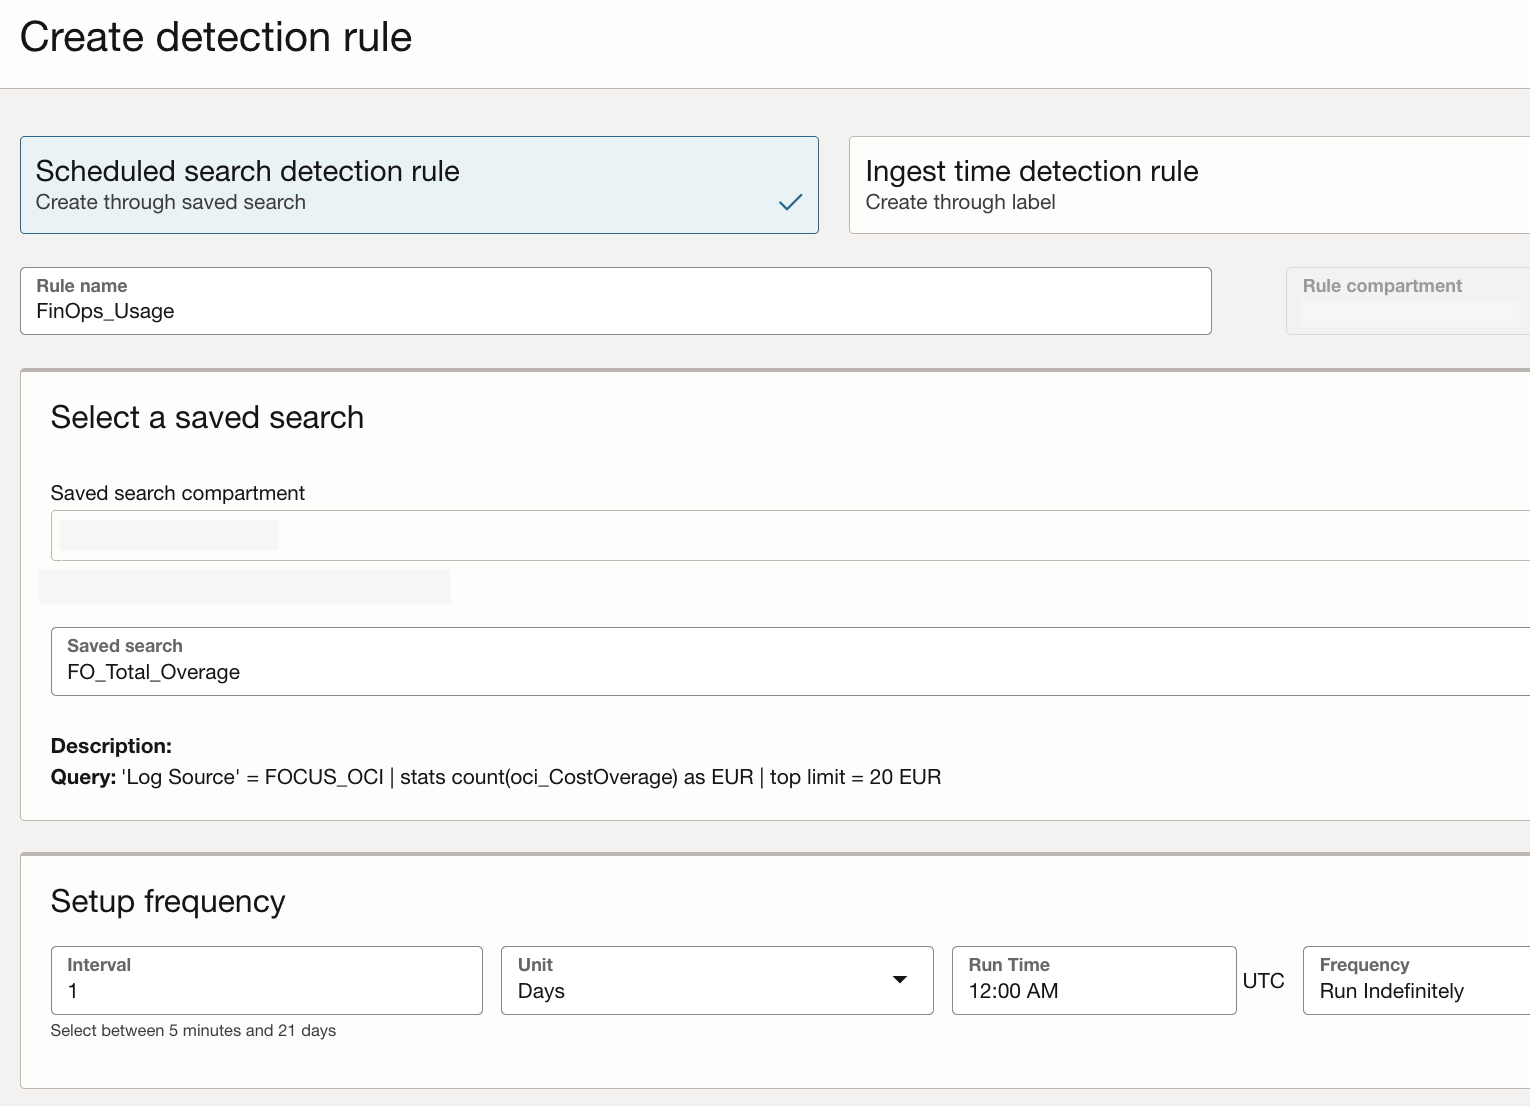 Create detection rule
Scheduled search detection rule
Create through saved search
Ingest time detection rule
Create through label
Rule name
FinOps_Usage
Rule compartment
Select a saved search
Saved search compartment
Saved search
FO_Total_Overage
Description:
Query: 'Log Source' = FOCUS_OCI | stats count(oci_CostOverage) as EUR | top limit = 20 EUR
Setup frequency
Interval
1
Select between 5 minutes and 21 days
Unit
Days
Run Time
12:00 AM
UTC
Frequency
Run Indefinitely